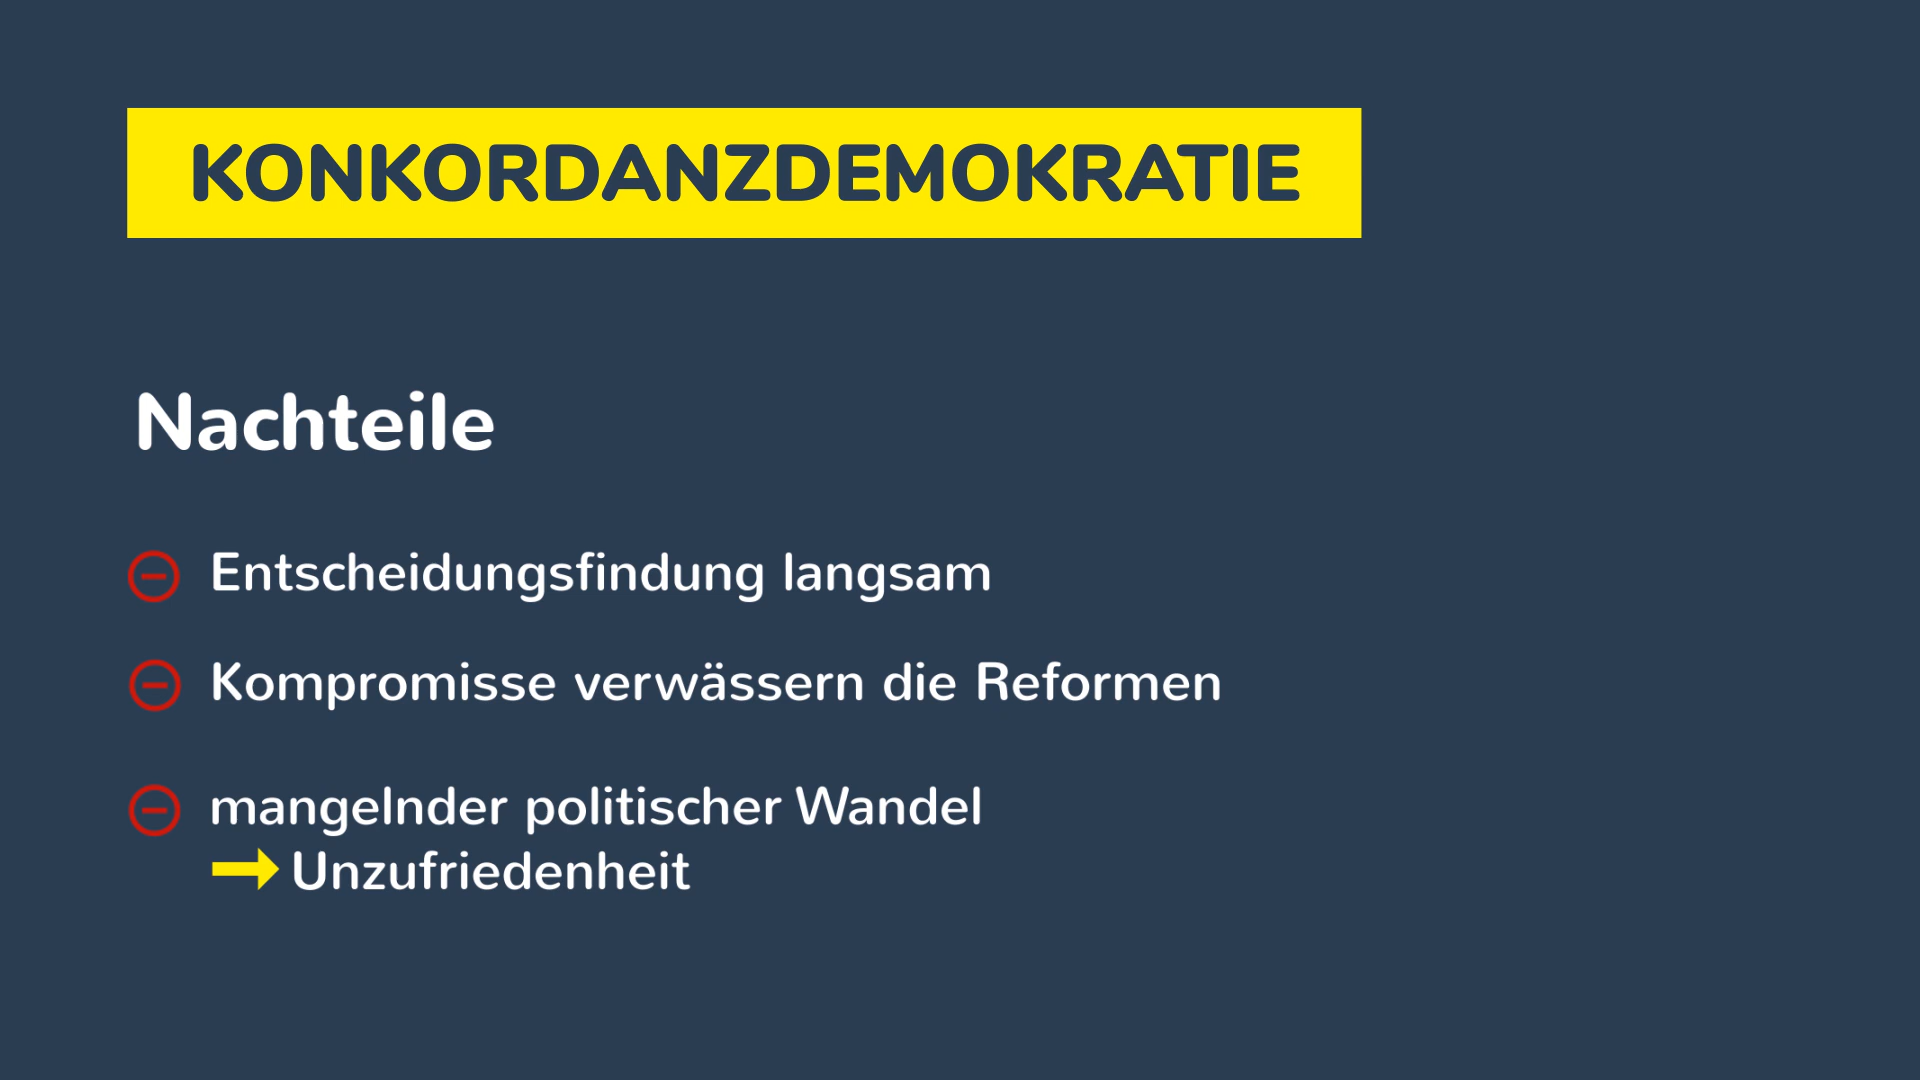 KONKORDANZDEMOKRATIE
Nachteile
Entscheidungsfindung langsam
Kompromisse verwässern die Reformen
mangelnder politischer Wandel
Unzufriedenheit